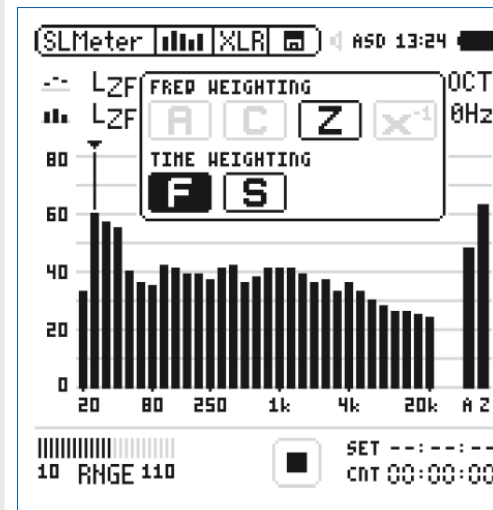 SLMeter XLR ASD 13:24
LZF OCT
LZF 0Hz
FREQ WEIGHTING
A C Z X-1
TIME WEIGHTING
F S
80
60
40
20
0
20 80 250 1k 4k 20k A Z
10 RNGE 110
SET --:--:--
CNT 00:00:00